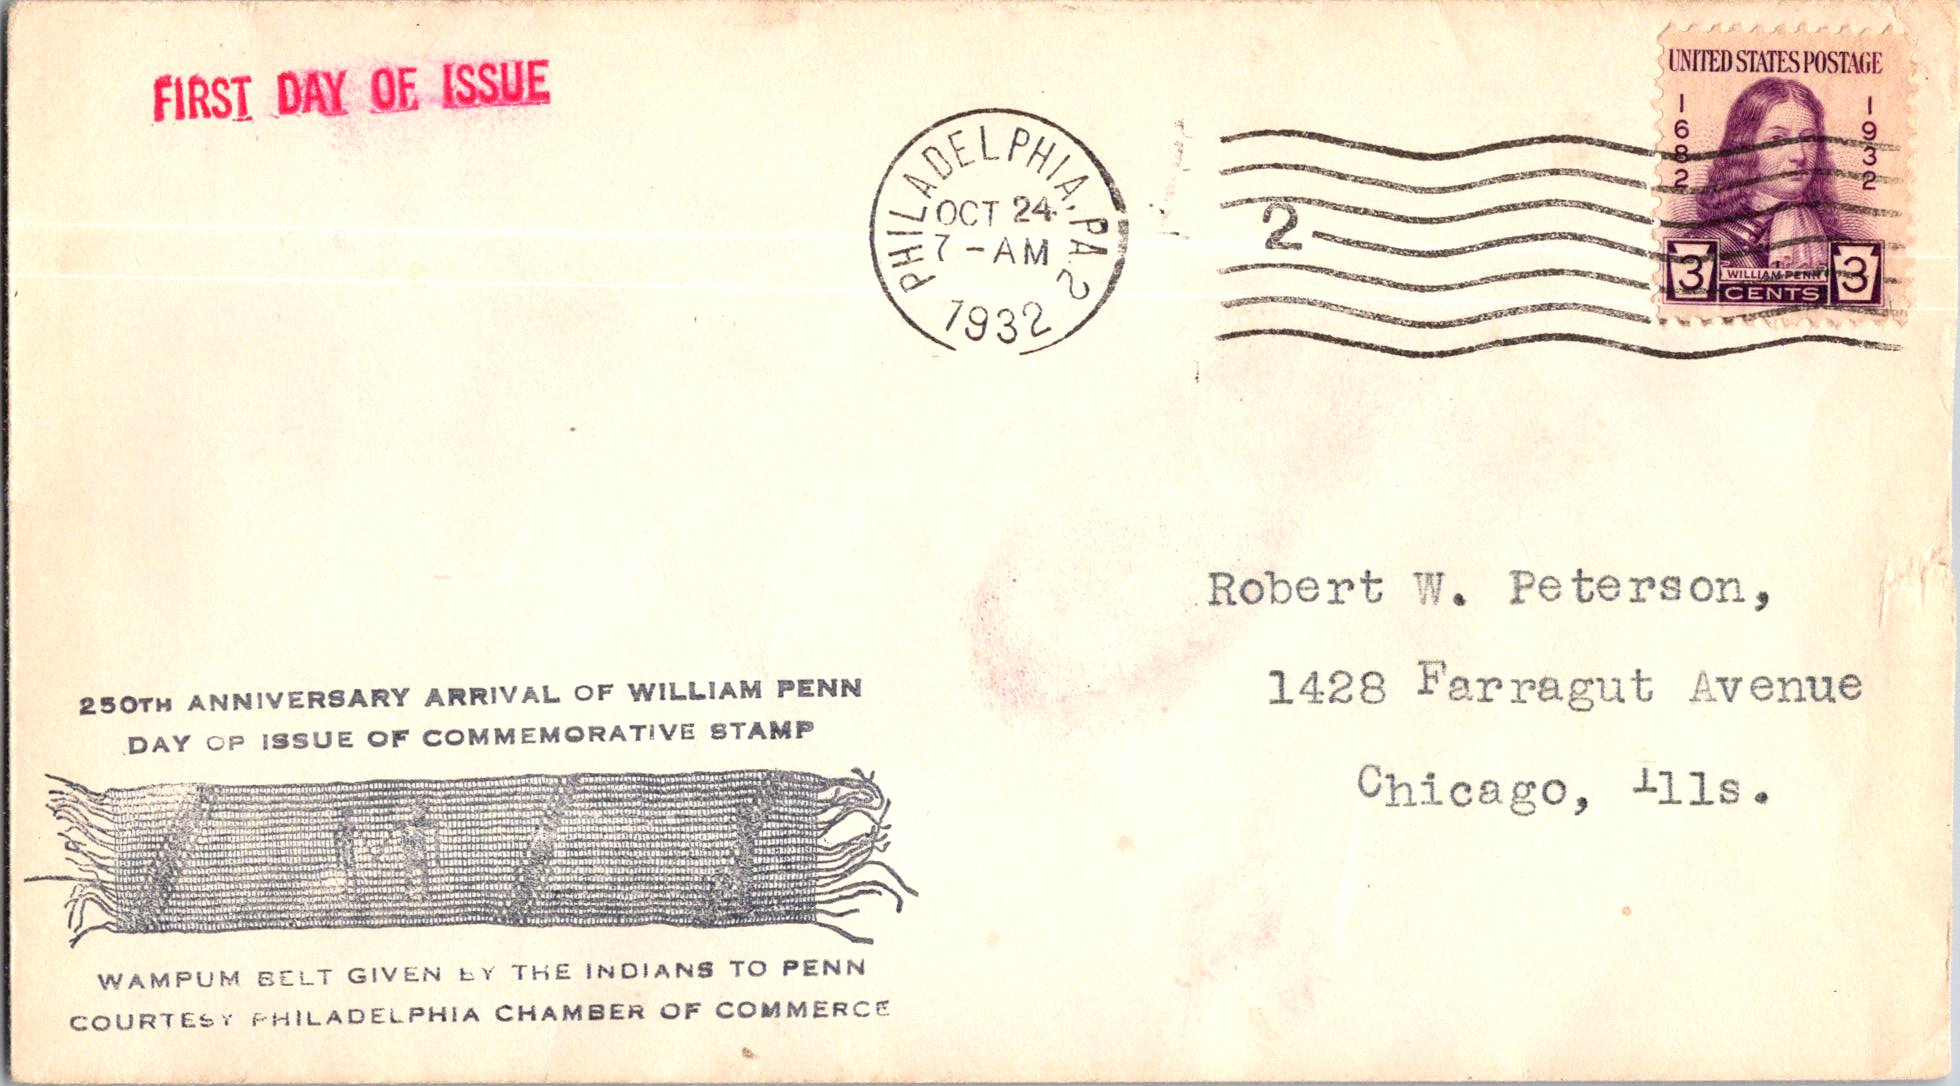 FIRST DAY OF ISSUE
PHILADELPHIA, PA. 2
OCT 24
7-AM
1932
2
UNITED STATES POSTAGE
1682
1932
3
WILLIAM PENN
CENTS
3
Robert W. Peterson,
1428 Farragut Avenue
Chicago, Ills.
250TH ANNIVERSARY ARRIVAL OF WILLIAM PENN
DAY OF ISSUE OF COMMEMORATIVE STAMP
WAMPUM BELT GIVEN BY THE INDIANS TO PENN
COURTESY PHILADELPHIA CHAMBER OF COMMERCE